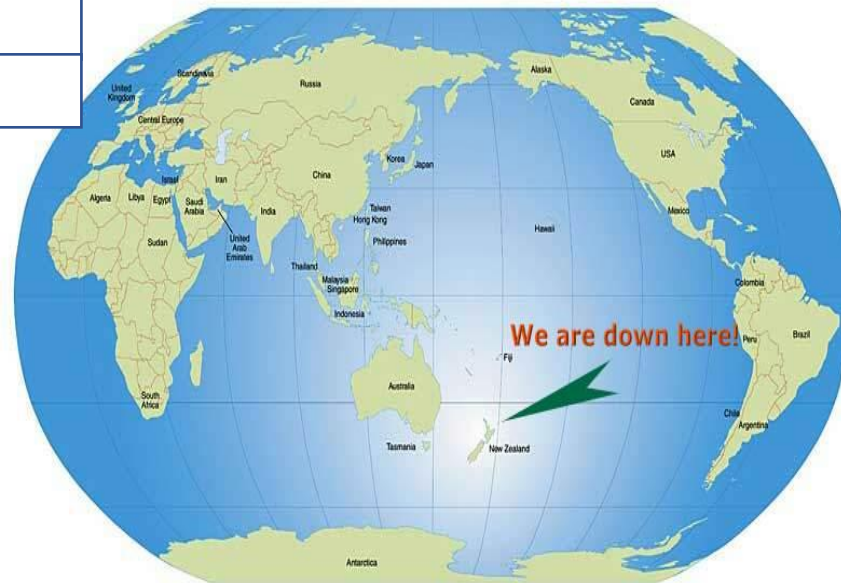 Scandinavia
Alaska
Russia
United
Kingdom
Canada
Central Europe
USA
Korea
Japan
Israel
Iran
China
Algeria
Libya
Egypt
Saudi
Arabia
India
Taiwan
Hong Kong
Mexico
Hawaii
Sudan
United
Arab
Emirates
Philippines
Thailand
Malaysia
Singapore
Colombia
Indonesia
We are down here!
Peru
Brazil
Fiji
Australia
South
Africa
Chile
Argentina
Tasmania
New Zealand
Antarctica